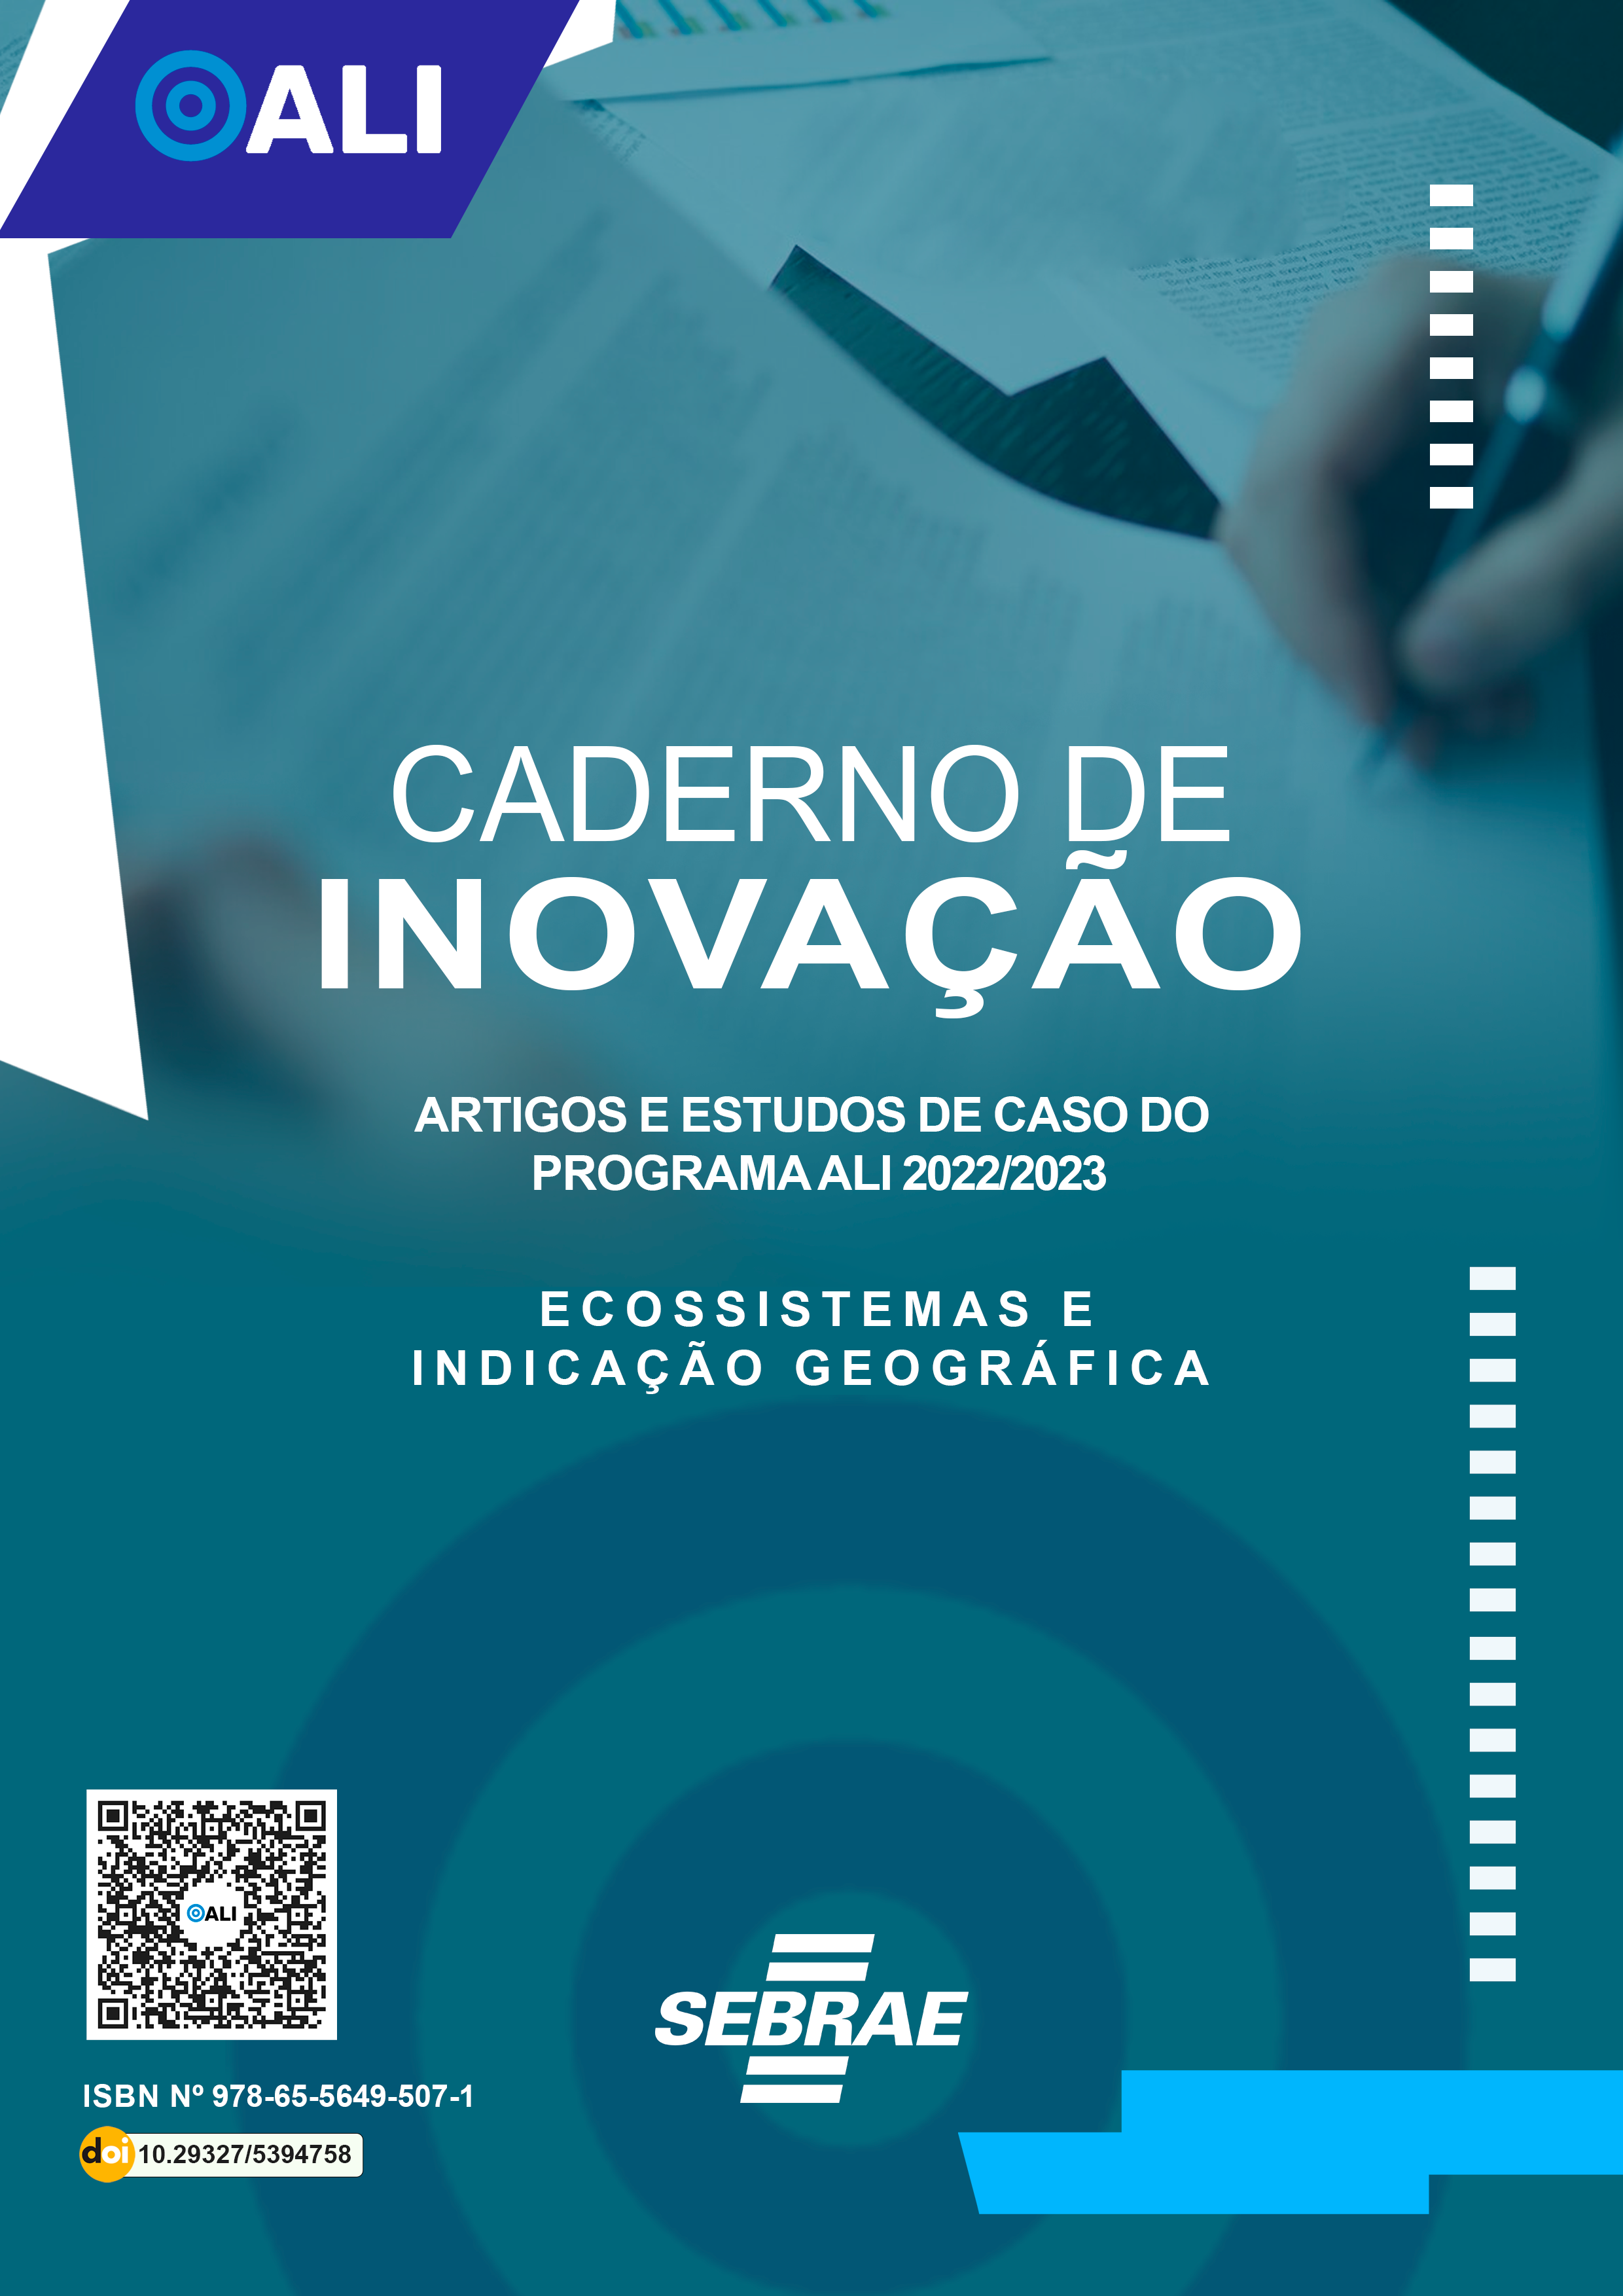 ALI
CADERNO DE
INOVAÇÃO
ARTIGOS E ESTUDOS DE CASO DO
PROGRAMA ALI 2022/2023
ECOSSISTEMAS E
INDICAÇÃO GEOGRÁFICA
ALI
SEBRAE
ISBN Nº 978-65-5649-507-1
doi 10.29327/5394758